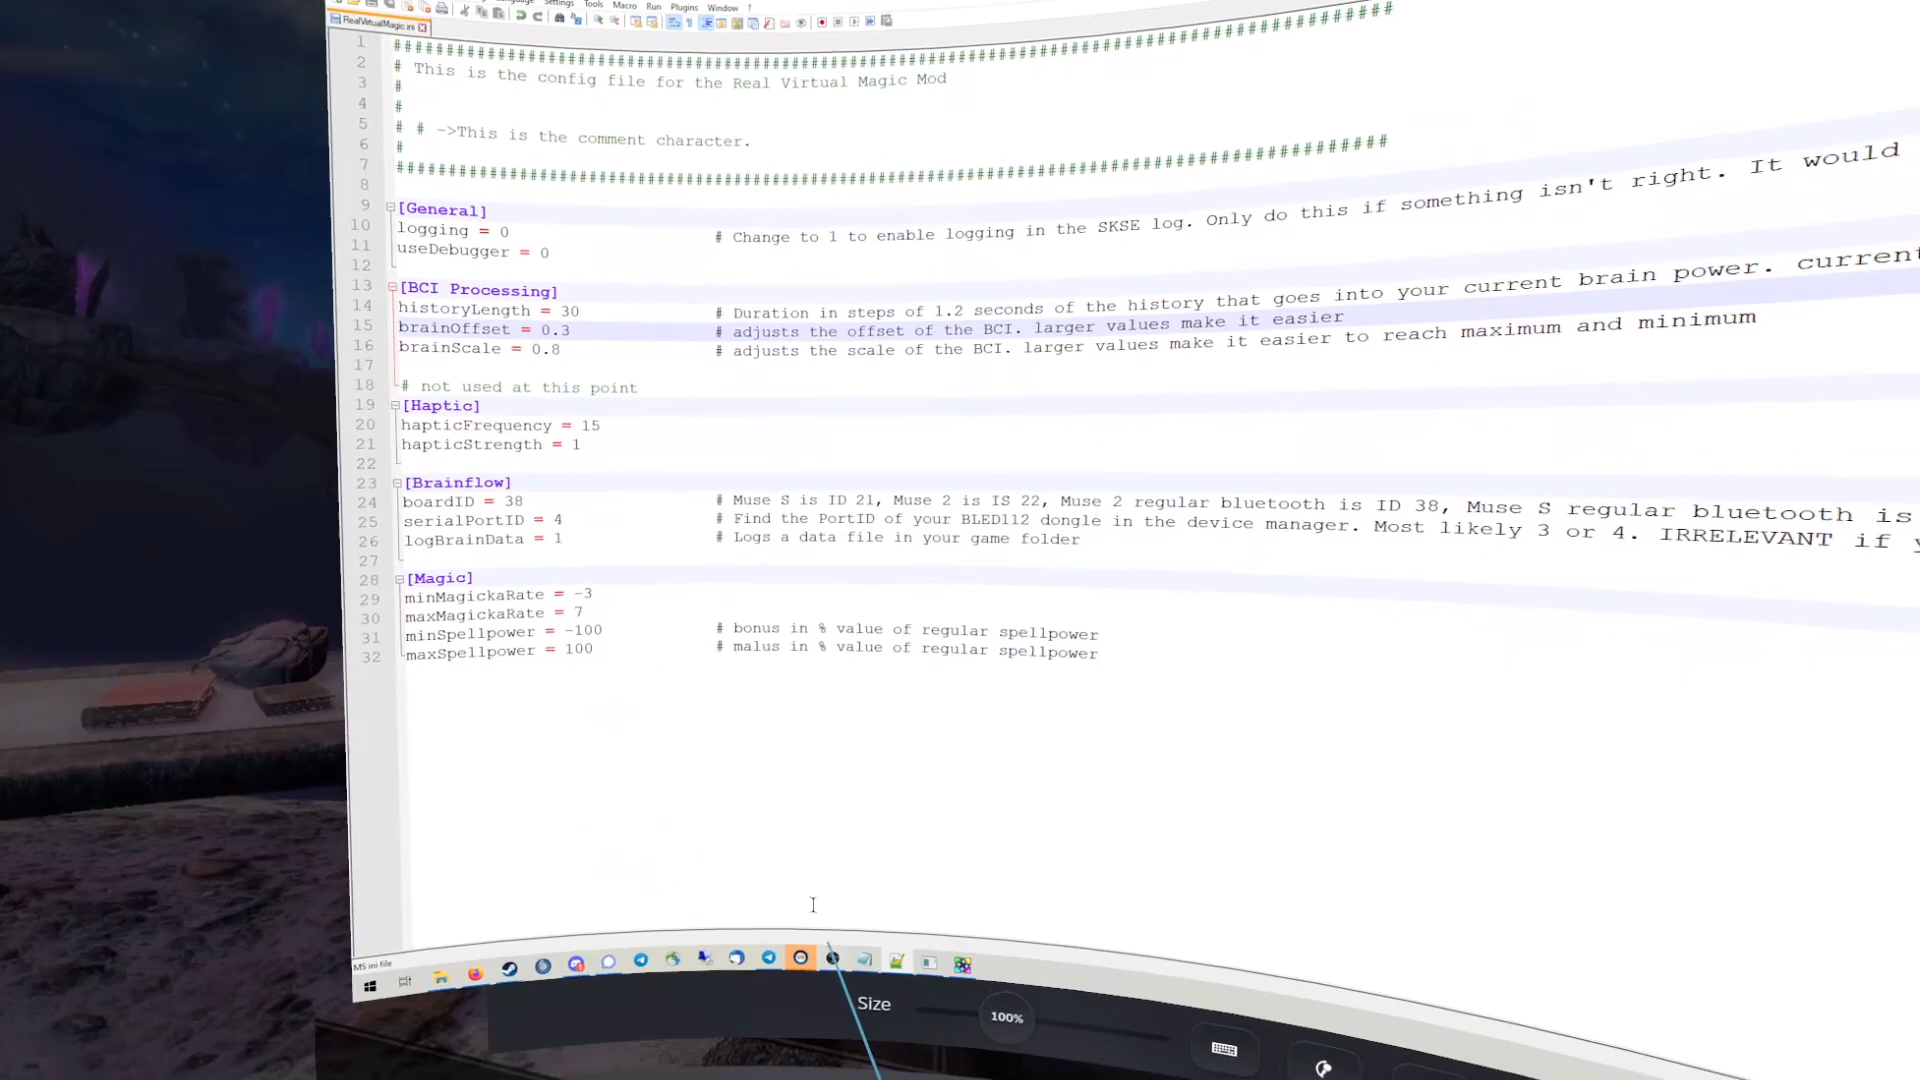 Settings Tools Macro Run Plugins Window ?
RealVirtualMagic.ini
1 ####################################################################################################
2 # This is the config file for the Real Virtual Magic Mod
3 #
4 #
5 # # ->This is the comment character.
6 #
7 ####################################################################################################
8
9 [General]
10 logging = 0 # Change to 1 to enable logging in the SKSE log. Only do this if something isn't right. It would
11 useDebugger = 0
12
13 [BCI Processing]
14 historyLength = 30 # Duration in steps of 1.2 seconds of the history that goes into your current brain power. current
15 brainOffset = 0.3 # adjusts the offset of the BCI. larger values make it easier
16 brainScale = 0.8 # adjusts the scale of the BCI. larger values make it easier to reach maximum and minimum
17
18 # not used at this point
19 [Haptic]
20 hapticFrequency = 15
21 hapticStrength = 1
22
23 [Brainflow]
24 boardID = 38 # Muse S is ID 21, Muse 2 is IS 22, Muse 2 regular bluetooth is ID 38, Muse S regular bluetooth is
25 serialPortID = 4 # Find the PortID of your BLED112 dongle in the device manager. Most likely 3 or 4. IRRELEVANT if
26 logBrainData = 1 # Logs a data file in your game folder
27
28 [Magic]
29 minMagickaRate = -3
30 maxMagickaRate = 7
31 minSpellpower = -100 # bonus in % value of regular spellpower
32 maxSpellpower = 100 # malus in % value of regular spellpower
MS ini file
Size
100%